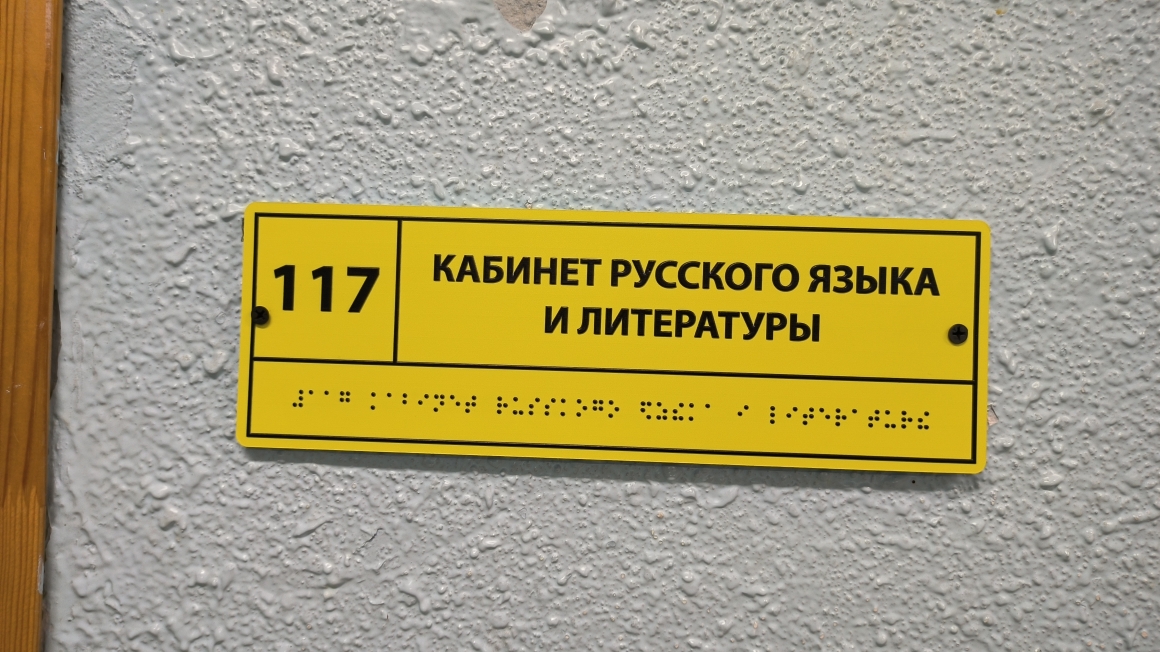 117
КАБИНЕТ РУССКОГО ЯЗЫКА
И ЛИТЕРАТУРЫ
⠼⠁⠁⠛ ⠅⠁⠃⠊⠝⠑⠞ ⠗⠥⠎⠎⠅⠕⠛⠕ ⠫⠵⠮⠅⠁ ⠊ ⠇⠊⠞⠑⠗⠁⠞⠥⠗⠮